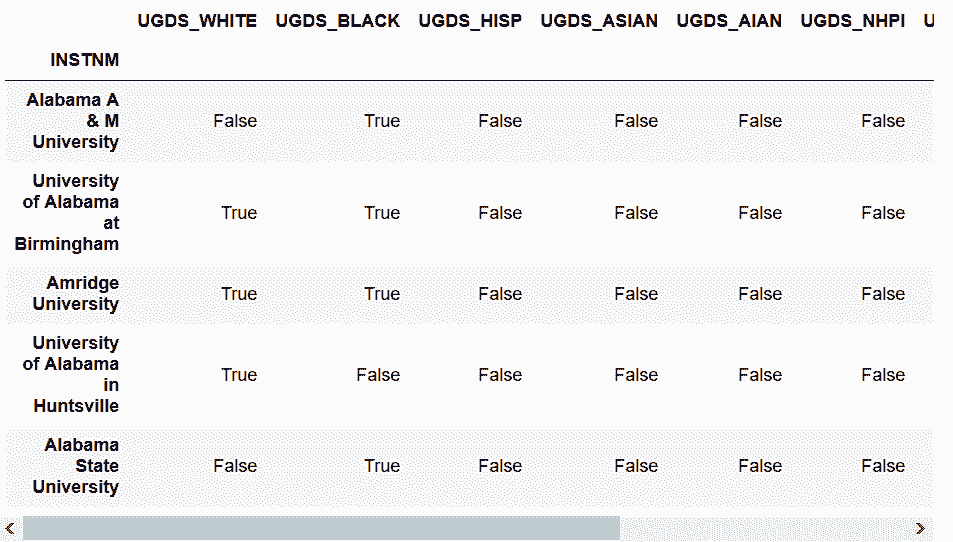 UGDS_WHITE UGDS_BLACK UGDS_HISP UGDS_ASIAN UGDS_AIAN UGDS_NHPI U
INSTNM
Alabama A
& M
University
False True False False False False
University
of Alabama
at
Birmingham
True True False False False False
Amridge
University
True True False False False False
University
of Alabama
in
Huntsville
True False False False False False
Alabama
State
University
False True False False False False